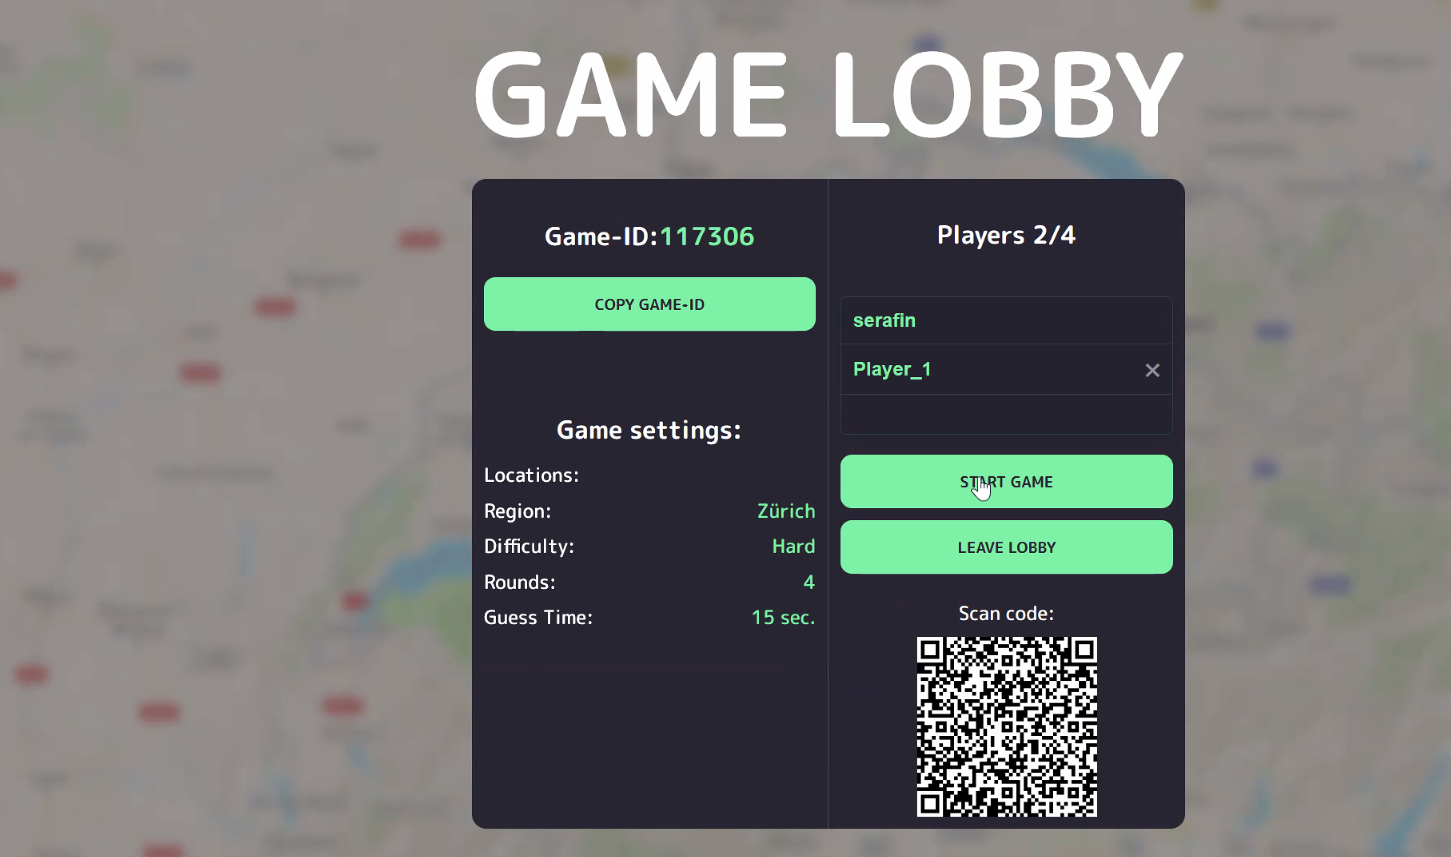 GAME LOBBY
Game-ID:117306
COPY GAME-ID
Game settings:
Locations:
Region: Zürich
Difficulty: Hard
Rounds: 4
Guess Time: 15 sec.
Players 2/4
serafin
Player_1
START GAME
LEAVE LOBBY
Scan code: